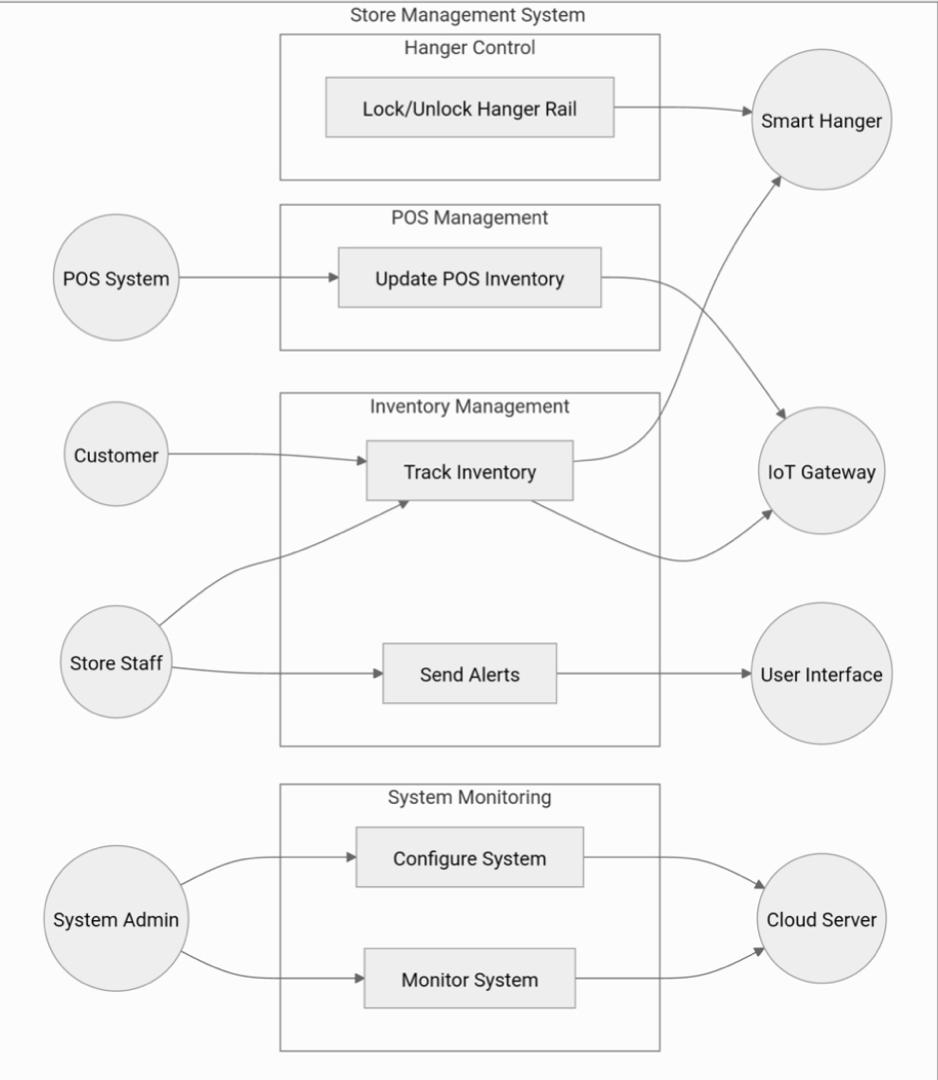 Store Management System
Hanger Control
Lock/Unlock Hanger Rail
Smart Hanger
POS Management
POS System
Update POS Inventory
Inventory Management
Customer
Track Inventory
IoT Gateway
Store Staff
Send Alerts
User Interface
System Monitoring
Configure System
System Admin
Cloud Server
Monitor System